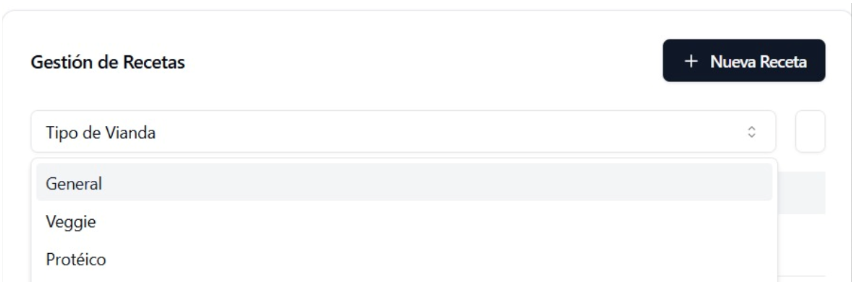 Gestión de Recetas
+ Nueva Receta
Tipo de Vianda
General
Veggie
Protéico